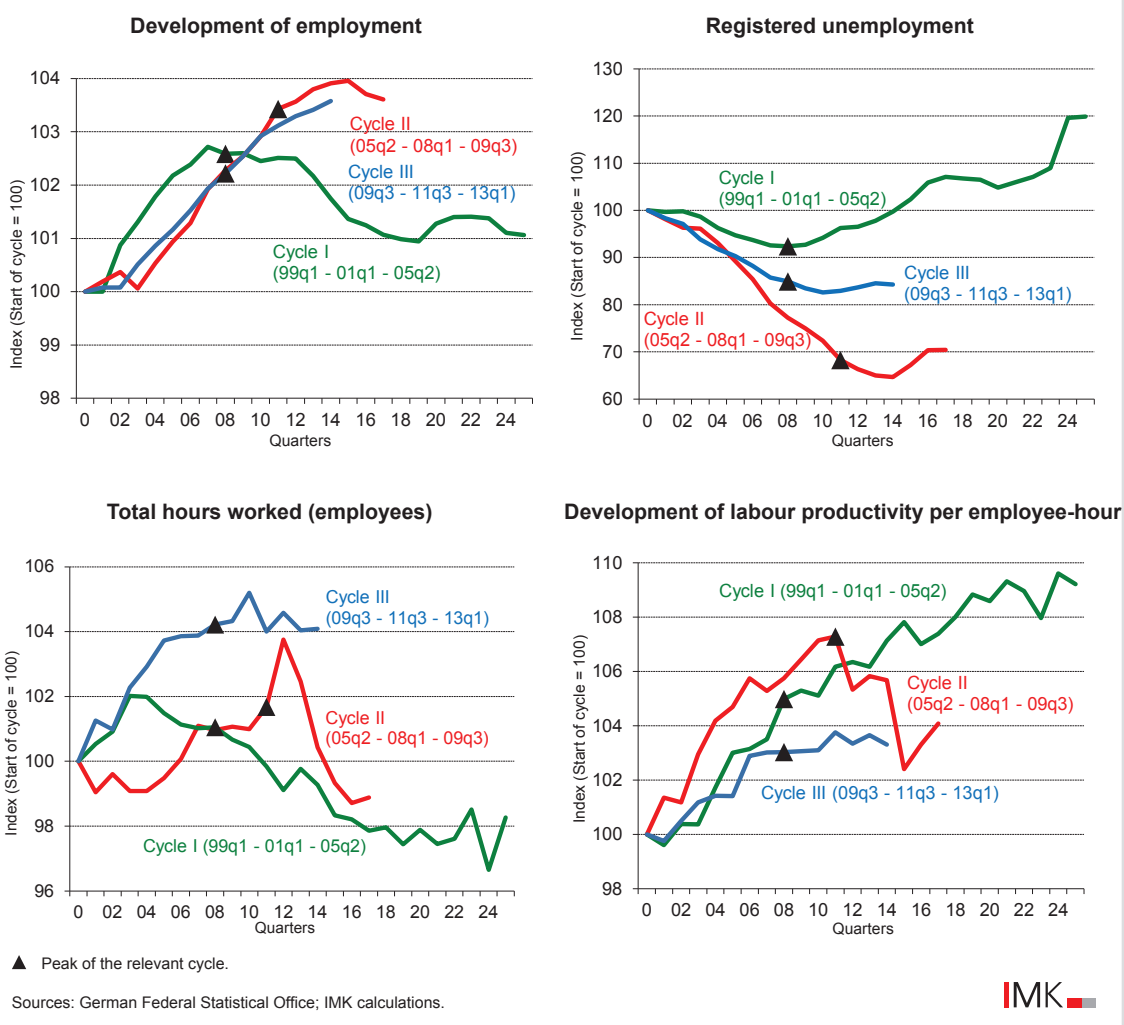 Development of employment
Index (Start of cycle = 100)
104
103
102
101
100
99
98
Cycle II
(05q2 - 08q1 - 09q3)
Cycle III
(09q3 - 11q3 - 13q1)
Cycle I
(99q1 - 01q1 - 05q2)
0 02 04 06 08 10 12 14 16 18 20 22 24
Quarters
Registered unemployment
Index (Start of cycle = 100)
130
120
110
100
90
80
70
60
Cycle I
(99q1 - 01q1 - 05q2)
Cycle III
(09q3 - 11q3 - 13q1)
Cycle II
(05q2 - 08q1 - 09q3)
0 02 04 06 08 10 12 14 16 18 20 22 24
Quarters
Total hours worked (employees)
Index (Start of cycle = 100)
106
104
102
100
98
96
Cycle III
(09q3 - 11q3 - 13q1)
Cycle II
(05q2 - 08q1 - 09q3)
Cycle I (99q1 - 01q1 - 05q2)
0 02 04 06 08 10 12 14 16 18 20 22 24
Quarters
Development of labour productivity per employee-hour
Index (Start of cycle = 100)
110
108
106
104
102
100
98
Cycle I (99q1 - 01q1 - 05q2)
Cycle II
(05q2 - 08q1 - 09q3)
Cycle III (09q3 - 11q3 - 13q1)
0 02 04 06 08 10 12 14 16 18 20 22 24
Quarters
Peak of the relevant cycle.
Sources: German Federal Statistical Office; IMK calculations.
IMK